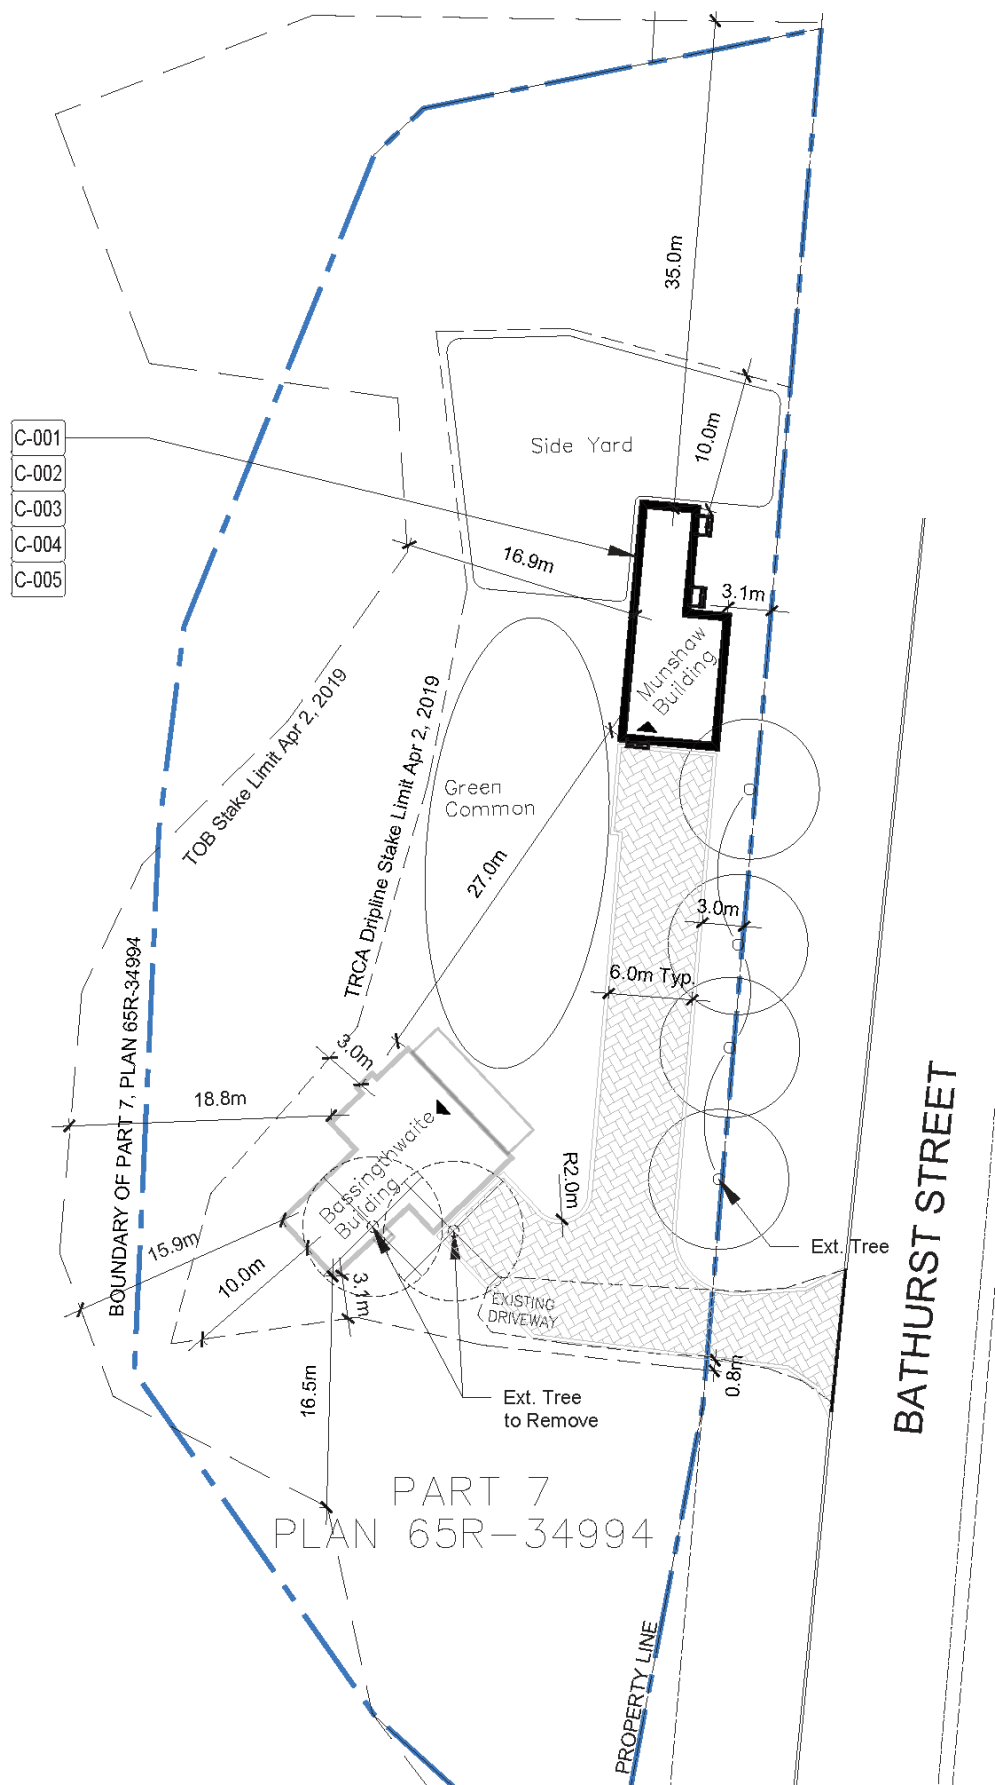 35.0m
C-001
C-002
C-003
C-004
C-005
Side Yard
10.0m
16.9m
3.1m
Munshaw
Building
TOB Stake Limit Apr 2, 2019
TRCA Dripline Stake Limit Apr 2, 2019
Green
Common
27.0m
3.0m
6.0m Typ.
BOUNDARY OF PART 7, PLAN 65R-34994
3.0m
18.8m
Bassingthwaite
Building
R2.0m
15.9m
10.0m
3.1m
Ext. Tree
EXISTING
DRIVEWAY
BATHURST STREET
0.8m
16.5m
Ext. Tree
to Remove
PART 7
PLAN 65R-34994
PROPERTY LINE